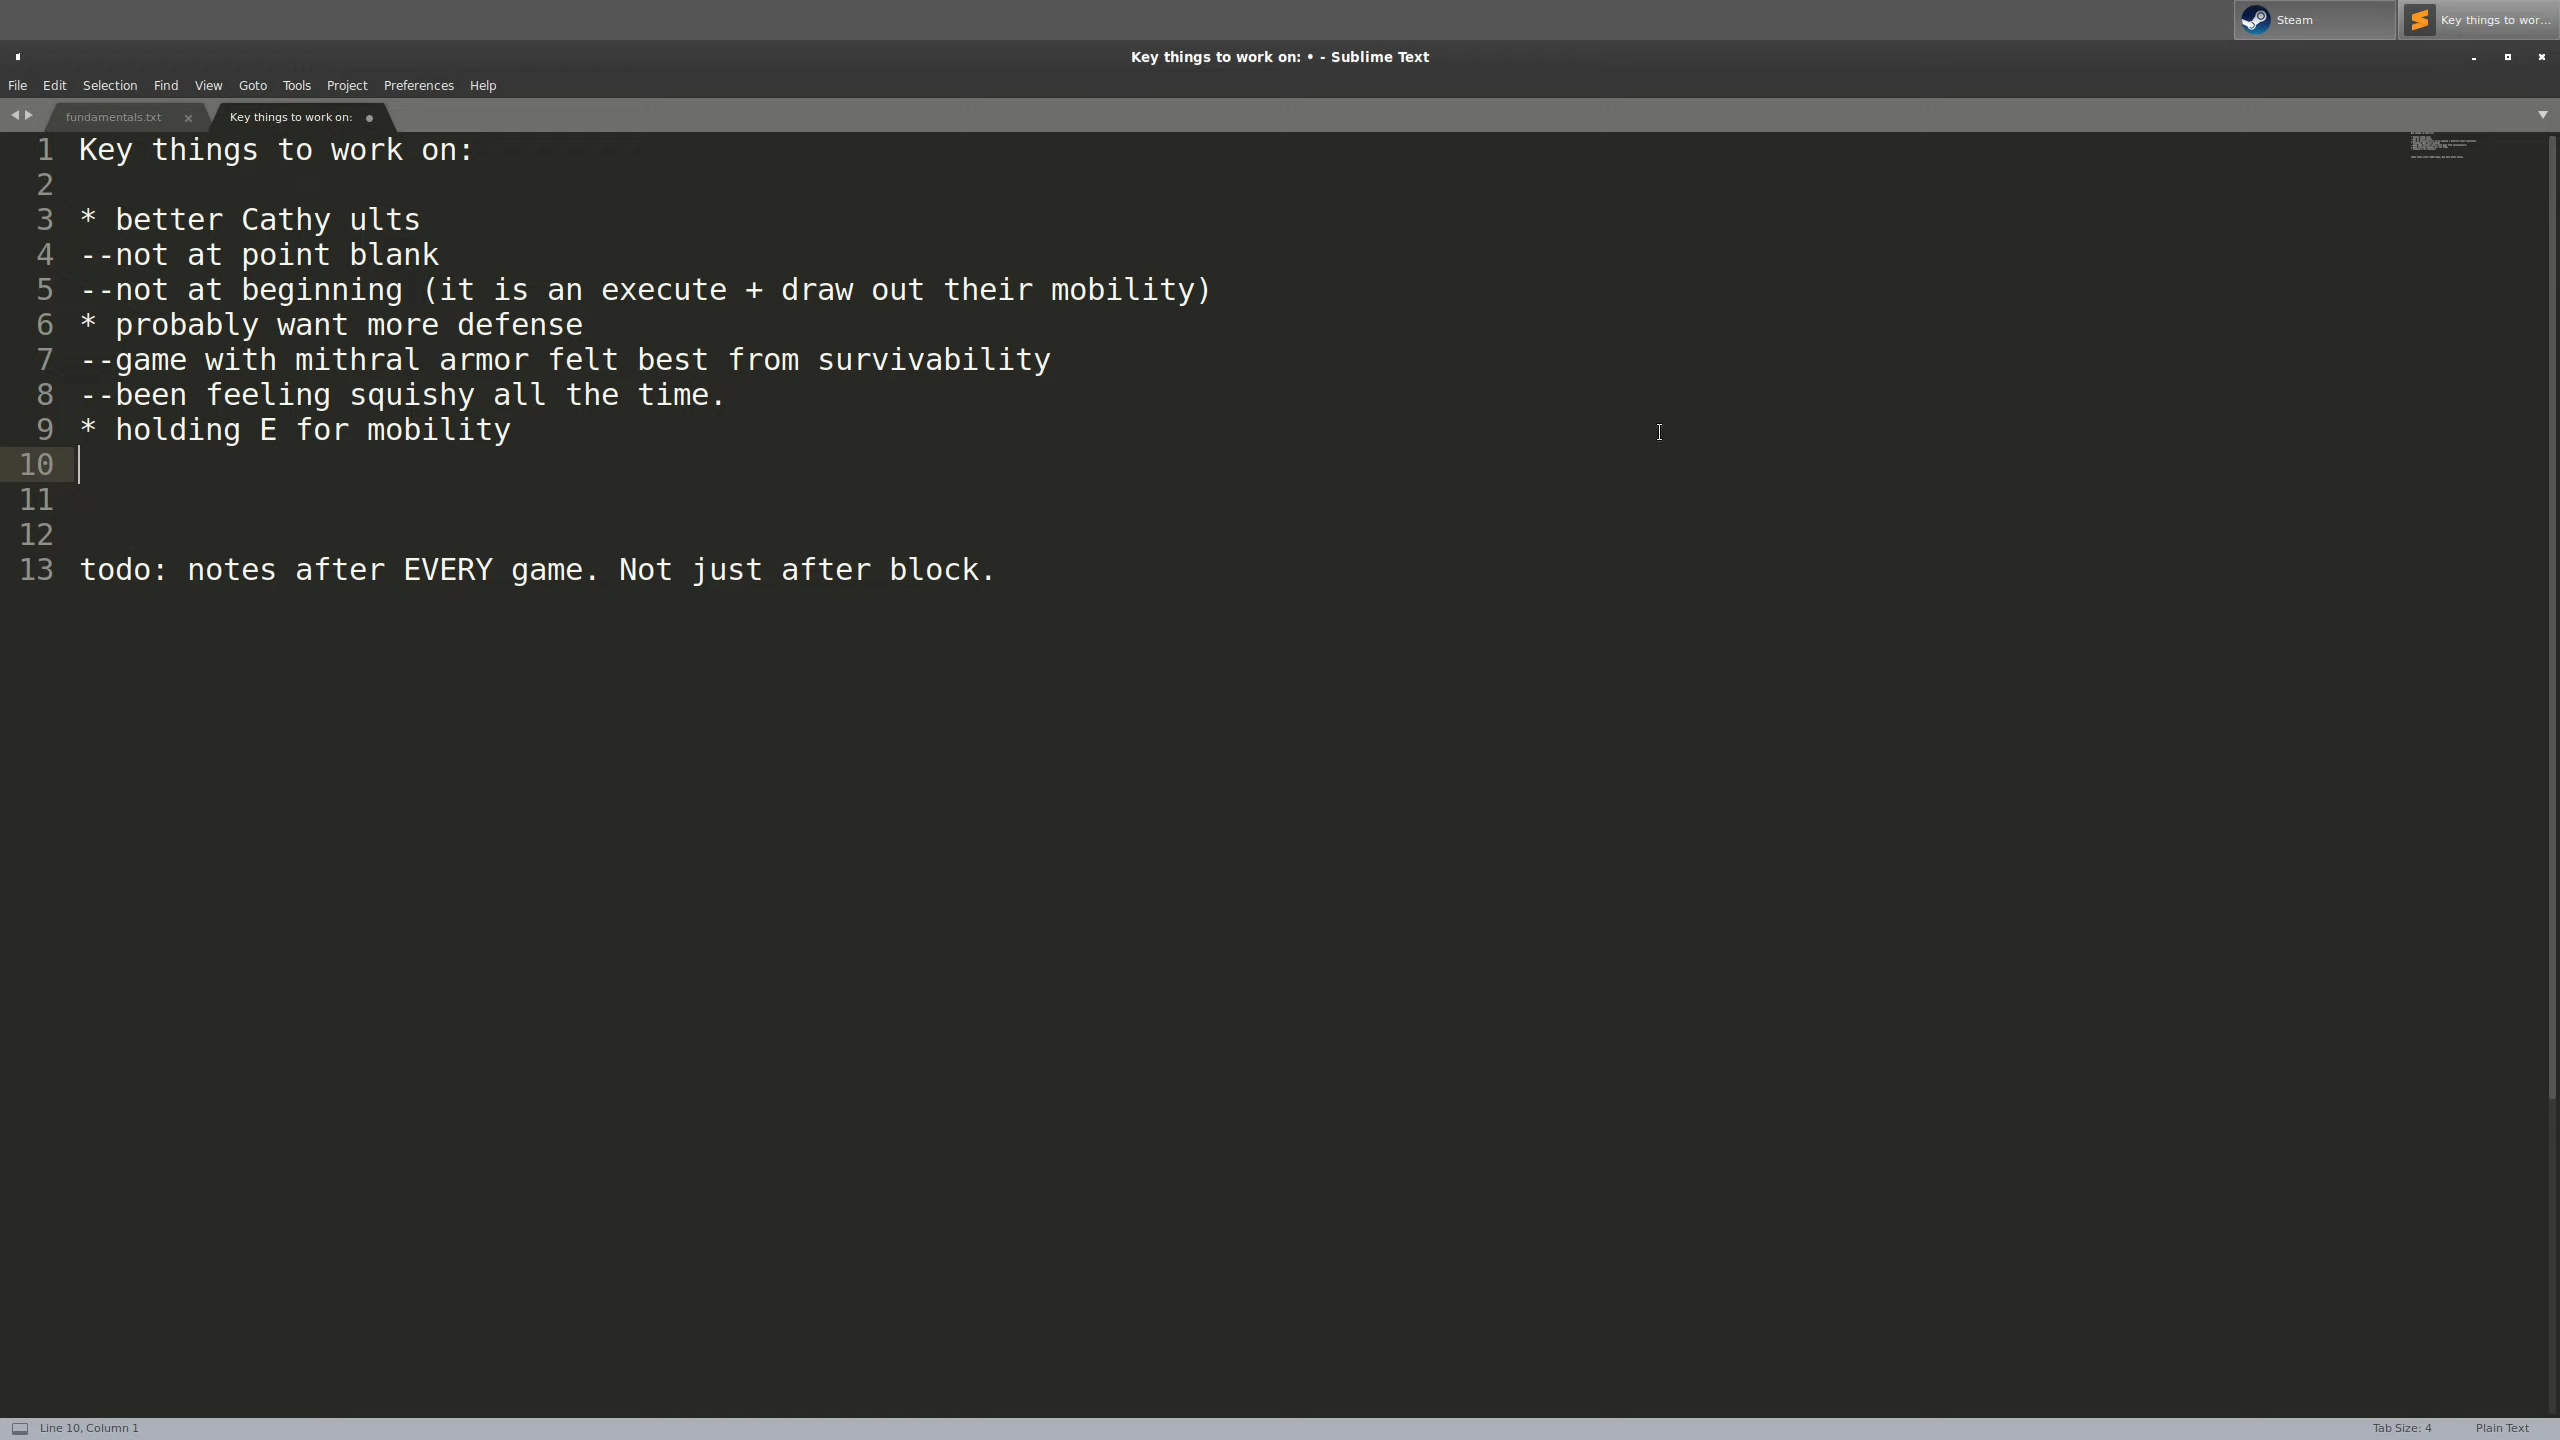 Steam
Key things to wor...
Key things to work on: • - Sublime Text
File Edit Selection Find View Goto Tools Project Preferences Help
fundamentals.txt
Key things to work on:
1 Key things to work on:
2
3 * better Cathy ults
4 --not at point blank
5 --not at beginning (it is an execute + draw out their mobility)
6 * probably want more defense
7 --game with mithral armor felt best from survivability
8 --been feeling squishy all the time.
9 * holding E for mobility
10
11
12
13 todo: notes after EVERY game. Not just after block.
Line 10, Column 1
Tab Size: 4
Plain Text